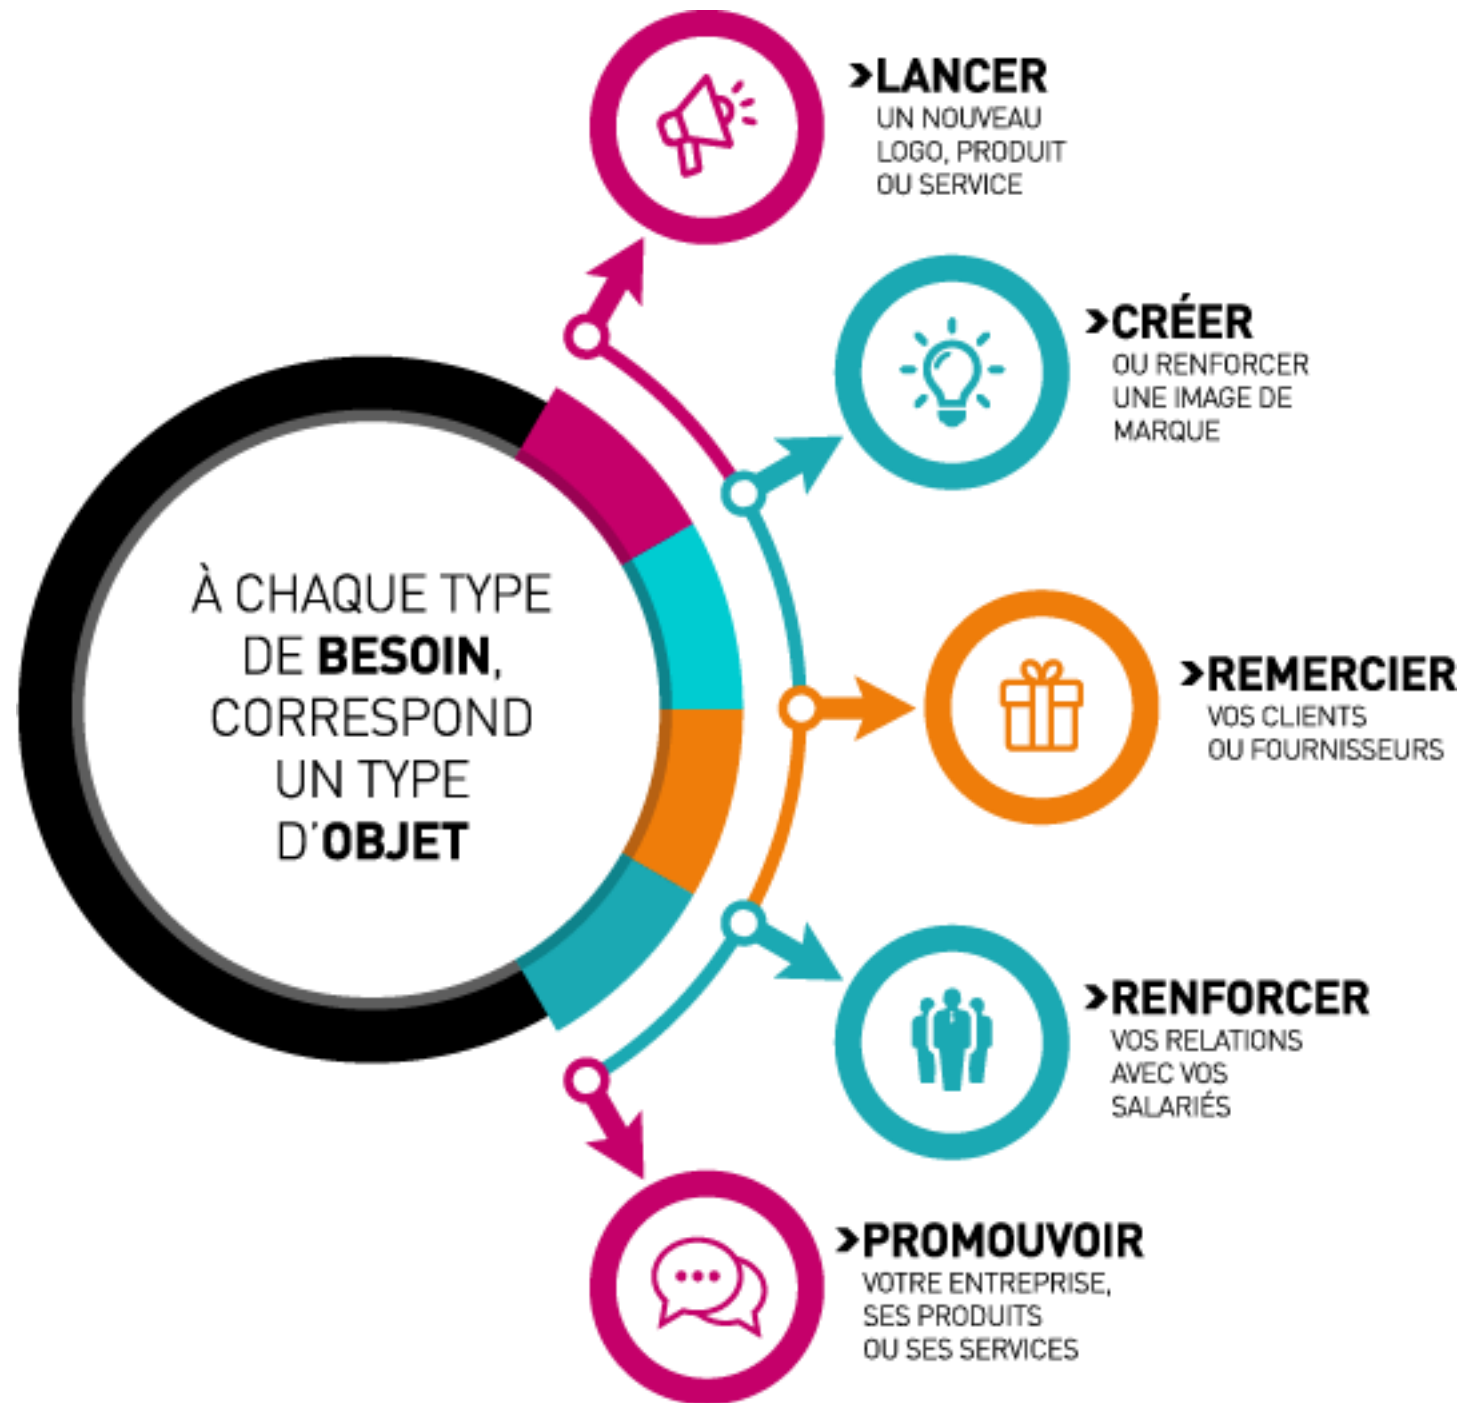 À CHAQUE TYPE
DE BESOIN,
CORRESPOND
UN TYPE
D'OBJET
>LANCER
UN NOUVEAU
LOGO, PRODUIT
OU SERVICE
>CRÉER
OU RENFORCER
UNE IMAGE DE
MARQUE
>REMERCIER
VOS CLIENTS
OU FOURNISSEURS
>RENFORCER
VOS RELATIONS
AVEC VOS
SALARIÉS
>PROMOUVOIR
VOTRE ENTREPRISE,
SES PRODUITS
OU SES SERVICES